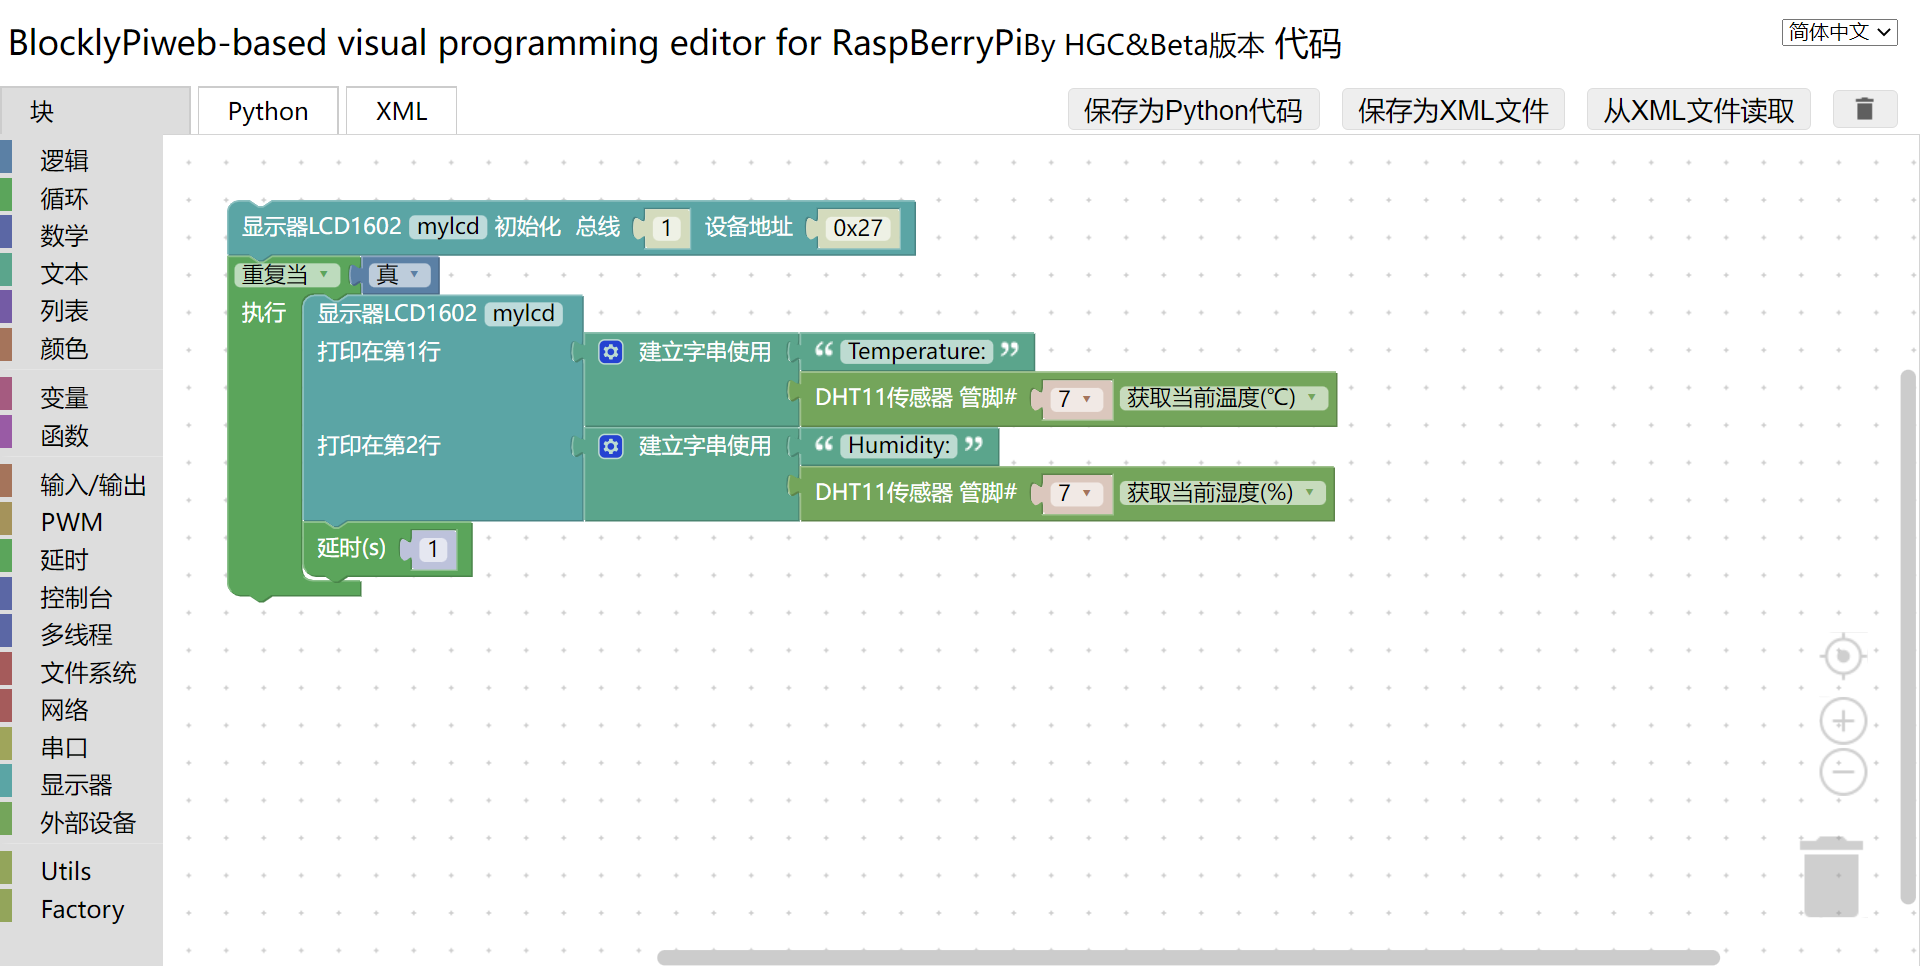 BlocklyPiweb-based visual programming editor for RaspBerryPiBy HGC&Beta版本 代码
简体中文
块
Python
XML
保存为Python代码
保存为XML文件
从XML文件读取
逻辑
循环
数学
文本
列表
颜色
变量
函数
输入/输出
PWM
延时
控制台
多线程
文件系统
网络
串口
显示器
外部设备
Utils
Factory
显示器LCD1602 mylcd 初始化 总线 1 设备地址 0x27
重复当 真
执行 显示器LCD1602 mylcd
打印在第1行 建立字串使用 “ Temperature: ”
DHT11传感器 管脚# 7 获取当前温度(℃)
打印在第2行 建立字串使用 “ Humidity: ”
DHT11传感器 管脚# 7 获取当前湿度(%)
延时(s) 1